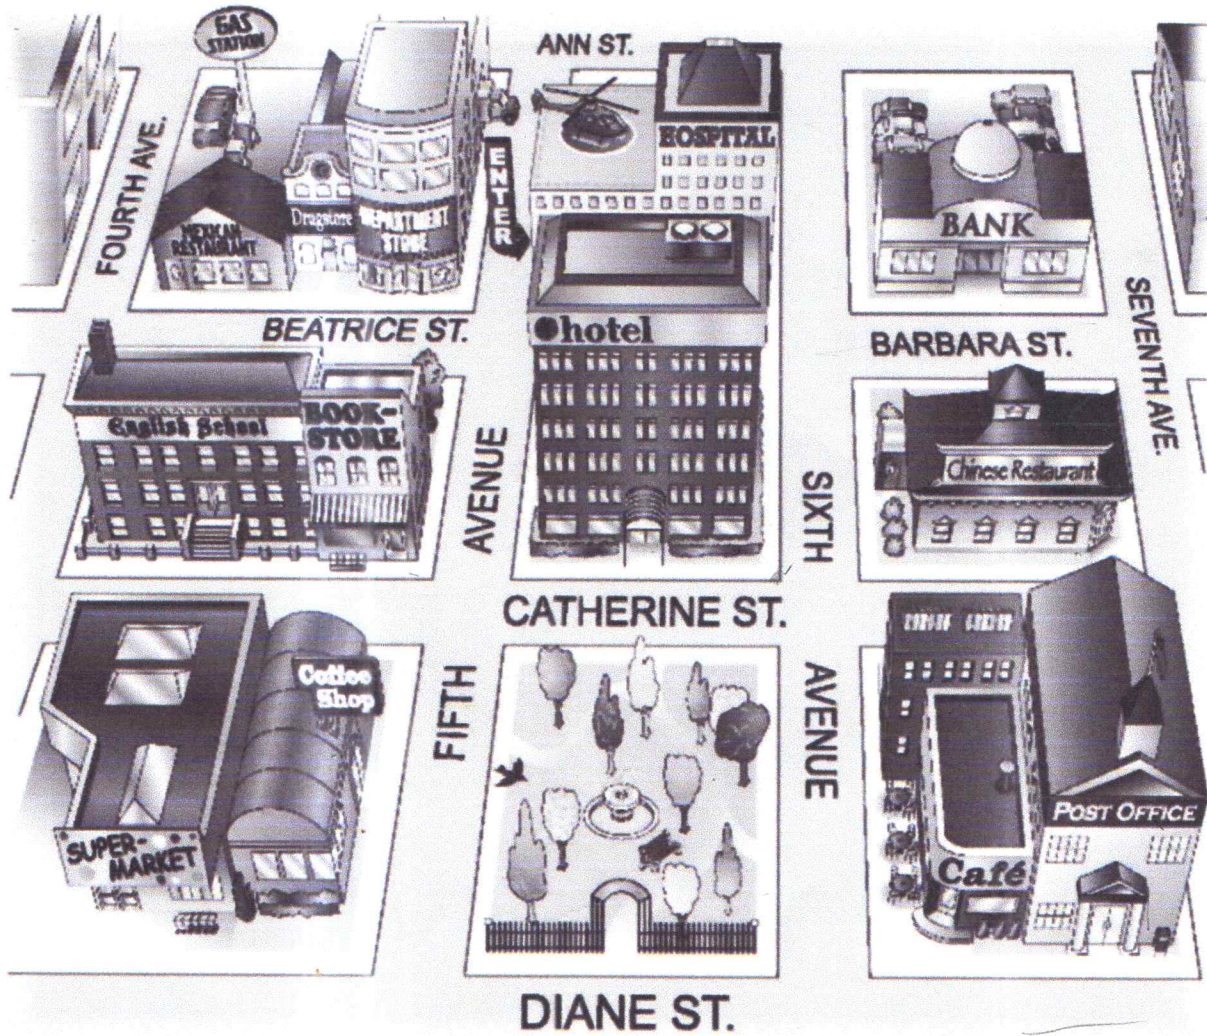 GAS
STATION
ANN ST.
FOURTH AVE.
HOSPITAL
ENTER
MEXICAN
RESTAURANT
Dragstore
DEPARTMENT
STORE
BANK
hotel
BEATRICE ST.
BARBARA ST.
SEVENTH AVE.
English School
BOOK-
STORE
AVENUE
SIXTH
Chinese Restaurant
CATHERINE ST.
Coffee
Shop
FIFTH
AVENUE
SUPER-
MARKET
POST OFFICE
Café
DIANE ST.